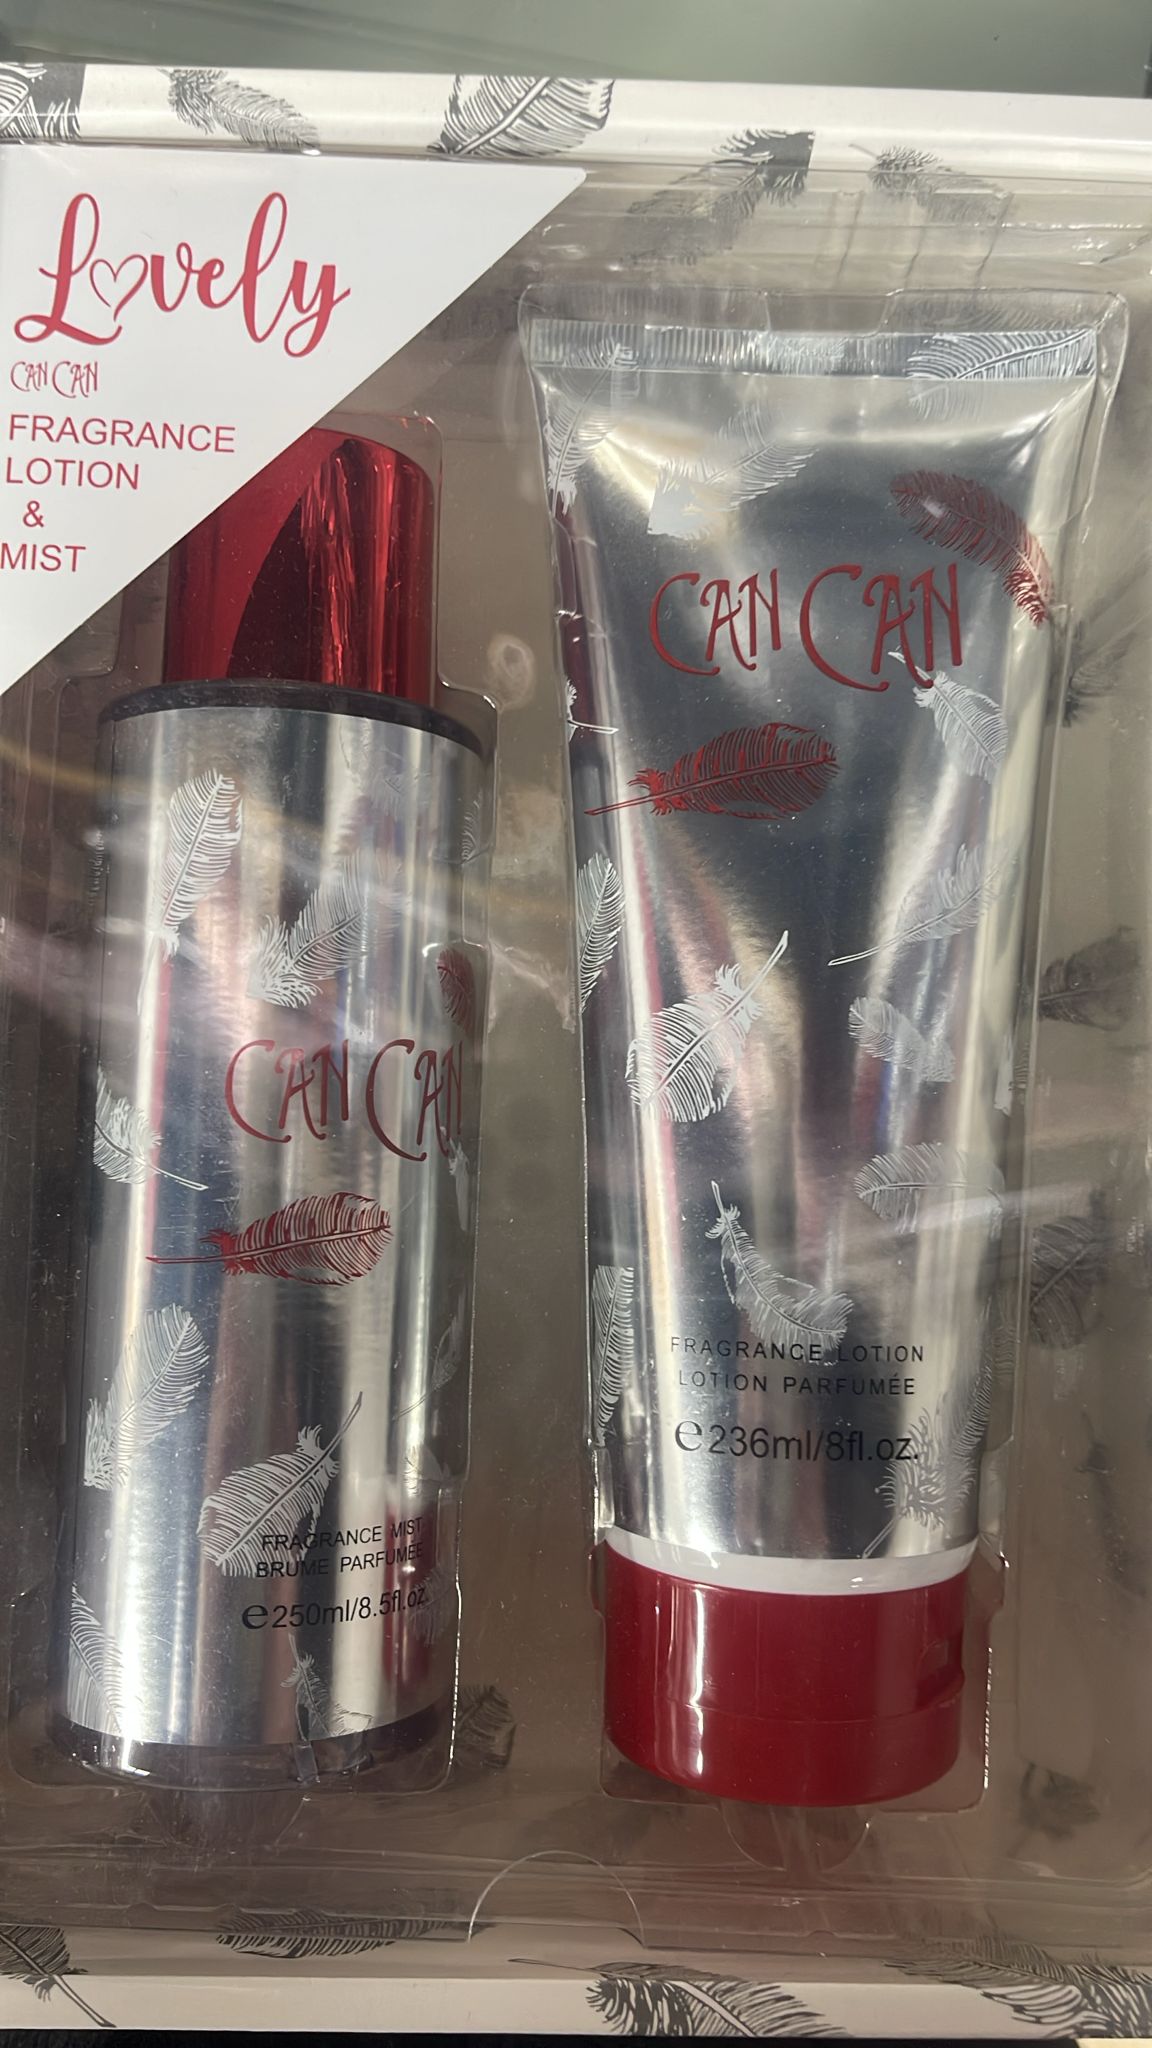 Lovely
CAN CAN
FRAGRANCE
LOTION
&
MIST
CAN CAN
FRAGRANCE LOTION
LOTION PARFUMÉE
℮236ml/8fl.oz.
CAN CAN
FRAGRANCE MIST
BRUME PARFUMÉE
℮250ml/8.5fl.oz.